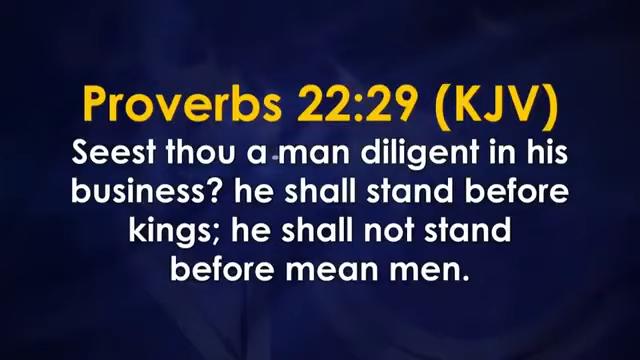 Proverbs 22:29 (KJV)
Seest thou a man diligent in his
business? he shall stand before
kings; he shall not stand
before mean men.